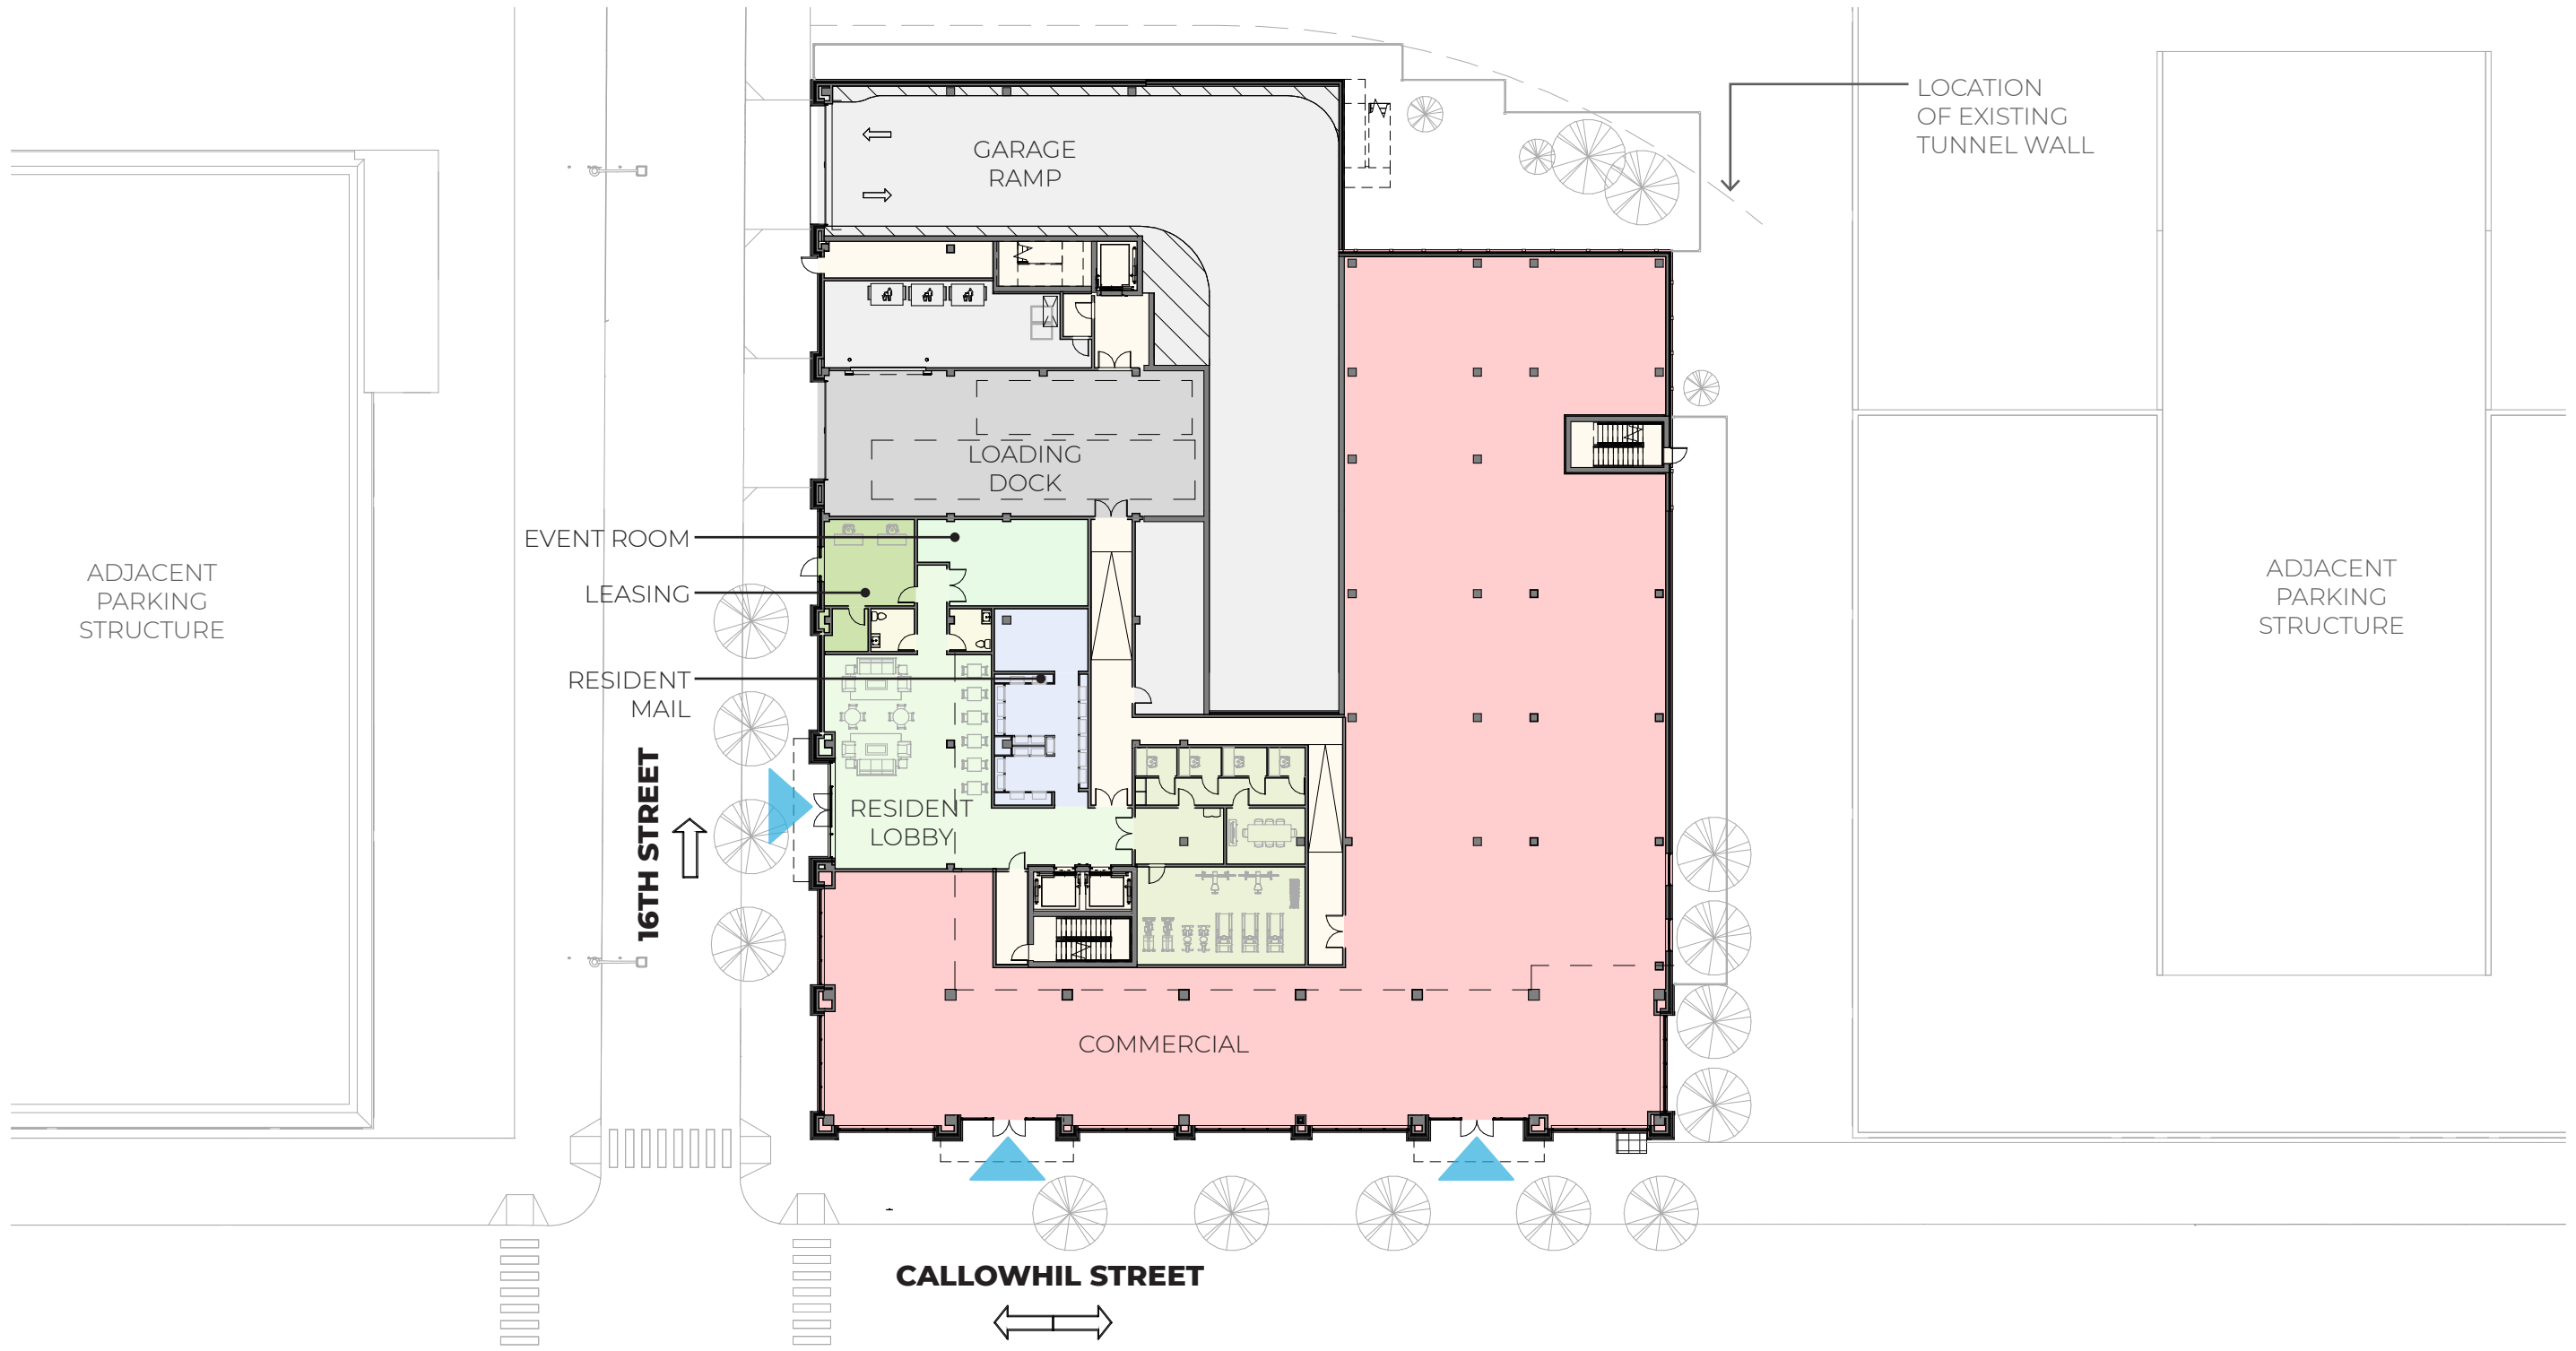 LOCATION
OF EXISTING
TUNNEL WALL
GARAGE
RAMP
LOADING
DOCK
EVENT ROOM
LEASING
ADJACENT
PARKING
STRUCTURE
ADJACENT
PARKING
STRUCTURE
RESIDENT
MAIL
16TH STREET
RESIDENT
LOBBY
COMMERCIAL
CALLOWHIL STREET